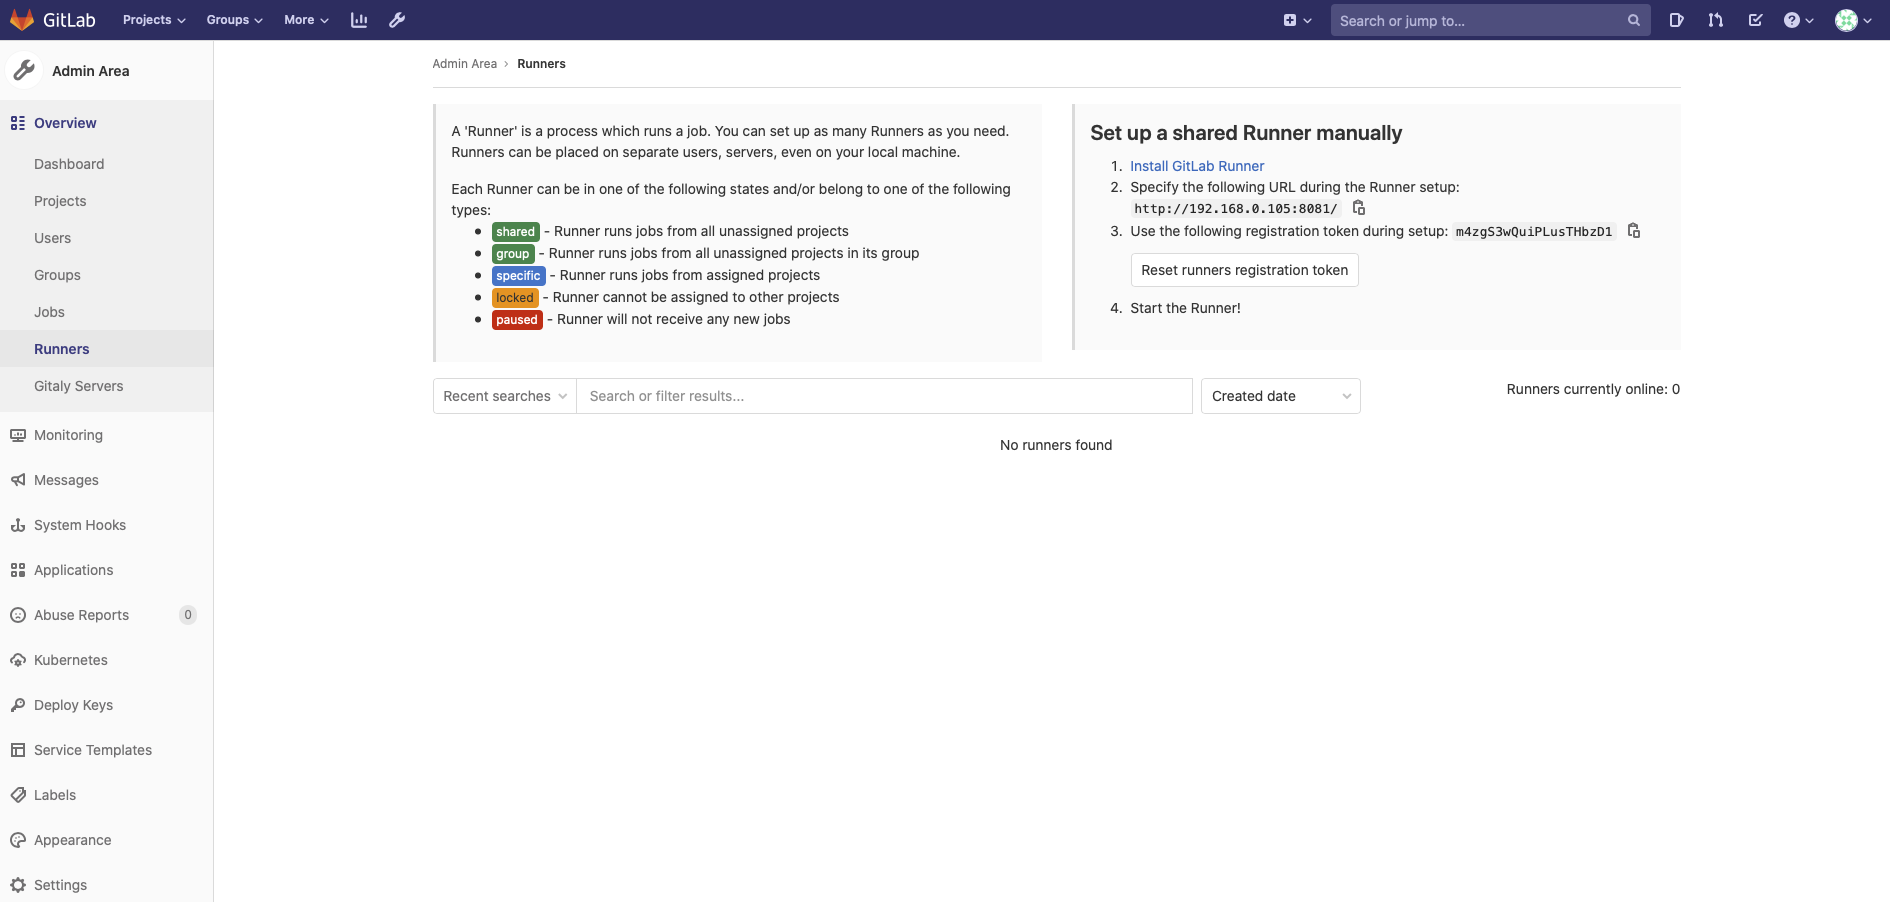 GitLab
Projects
Groups
More
Search or jump to...
Admin Area
Overview
Dashboard
Projects
Users
Groups
Jobs
Runners
Gitaly Servers
Monitoring
Messages
System Hooks
Applications
Abuse Reports 0
Kubernetes
Deploy Keys
Service Templates
Labels
Appearance
Settings
Admin Area › Runners
A 'Runner' is a process which runs a job. You can set up as many Runners as you need.
Runners can be placed on separate users, servers, even on your local machine.
Each Runner can be in one of the following states and/or belong to one of the following
types:
shared - Runner runs jobs from all unassigned projects
group - Runner runs jobs from all unassigned projects in its group
specific - Runner runs jobs from assigned projects
locked - Runner cannot be assigned to other projects
paused - Runner will not receive any new jobs
Set up a shared Runner manually
1. Install GitLab Runner
2. Specify the following URL during the Runner setup:
http://192.168.0.105:8081/
3. Use the following registration token during setup: m4zgS3wQuiPLusTHbzD1
Reset runners registration token
4. Start the Runner!
Recent searches
Search or filter results...
Created date
Runners currently online: 0
No runners found